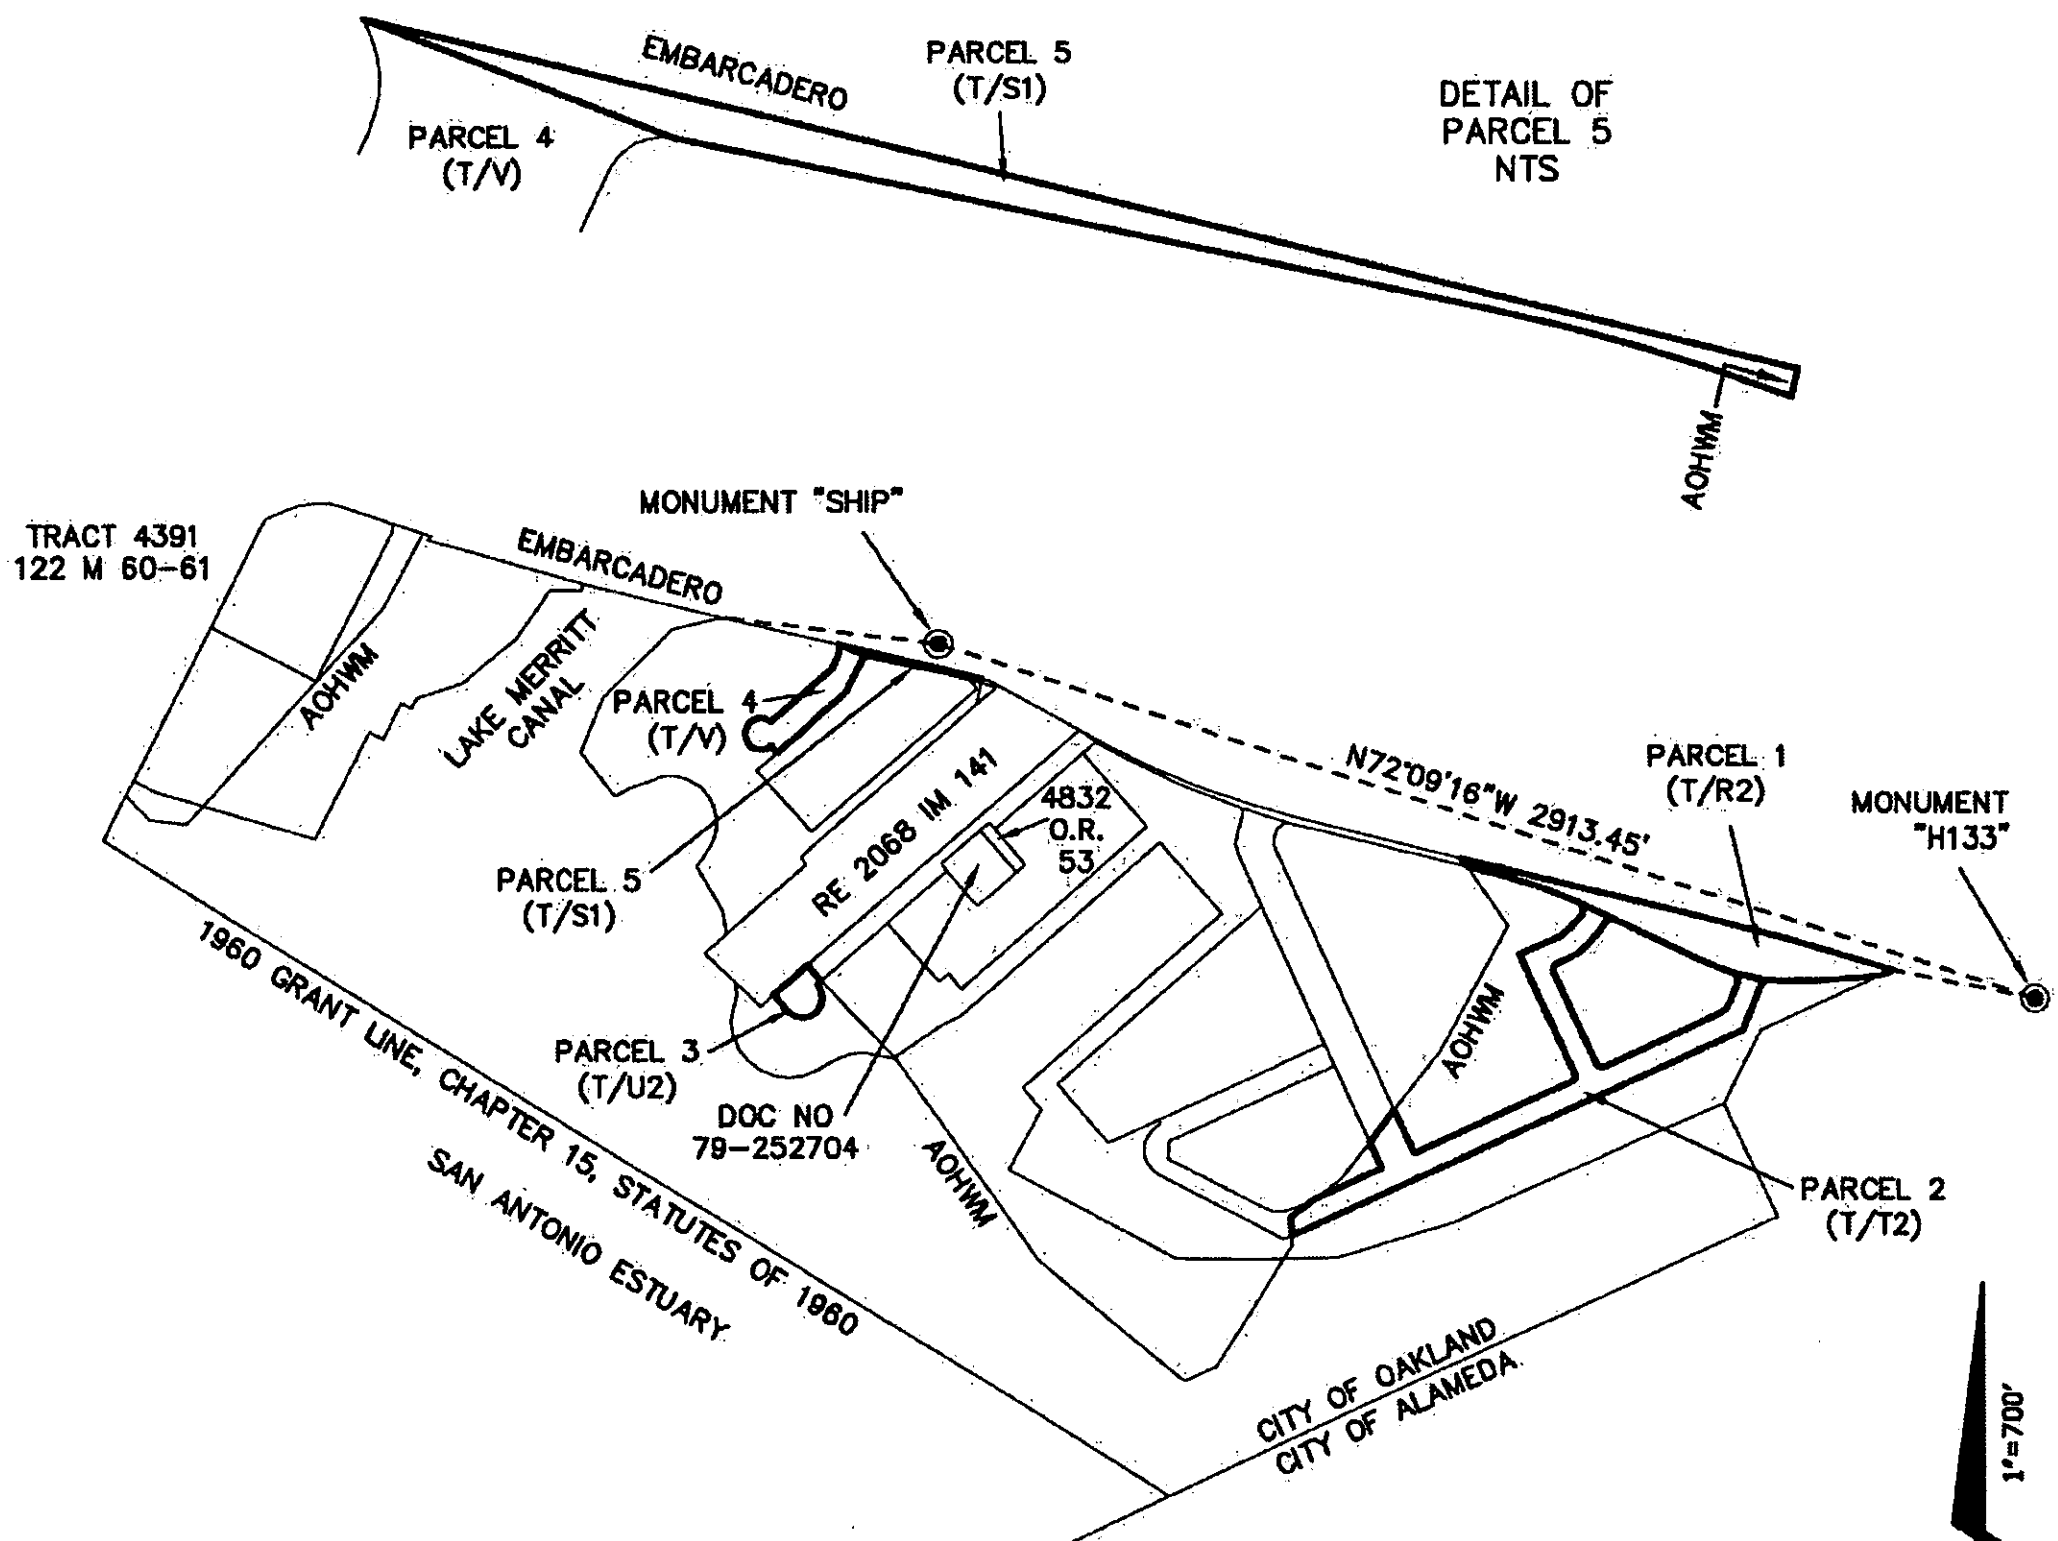 EMBARCADERO
PARCEL 5
(T/S1)
DETAIL OF
PARCEL 5
NTS
PARCEL 4
(T/V)
AOHWM
MONUMENT "SHIP"
TRACT 4391
122 M 60-61
EMBARCADERO
AOHWM
LAKE MERRITT
CANAL
PARCEL 4
(T/V)
N72°09'16"W 2913.45'
PARCEL 1
(T/R2)
MONUMENT
"H133"
4832
O.R.
53
RE 2068 IM 141
PARCEL 5
(T/S1)
1960 GRANT LINE, CHAPTER 15, STATUTES OF 1960
SAN ANTONIO ESTUARY
PARCEL 3
(T/U2)
DOC NO
79-252704
AOHWM
AOHWM
PARCEL 2
(T/T2)
CITY OF OAKLAND
CITY OF ALAMEDA
1"=700'